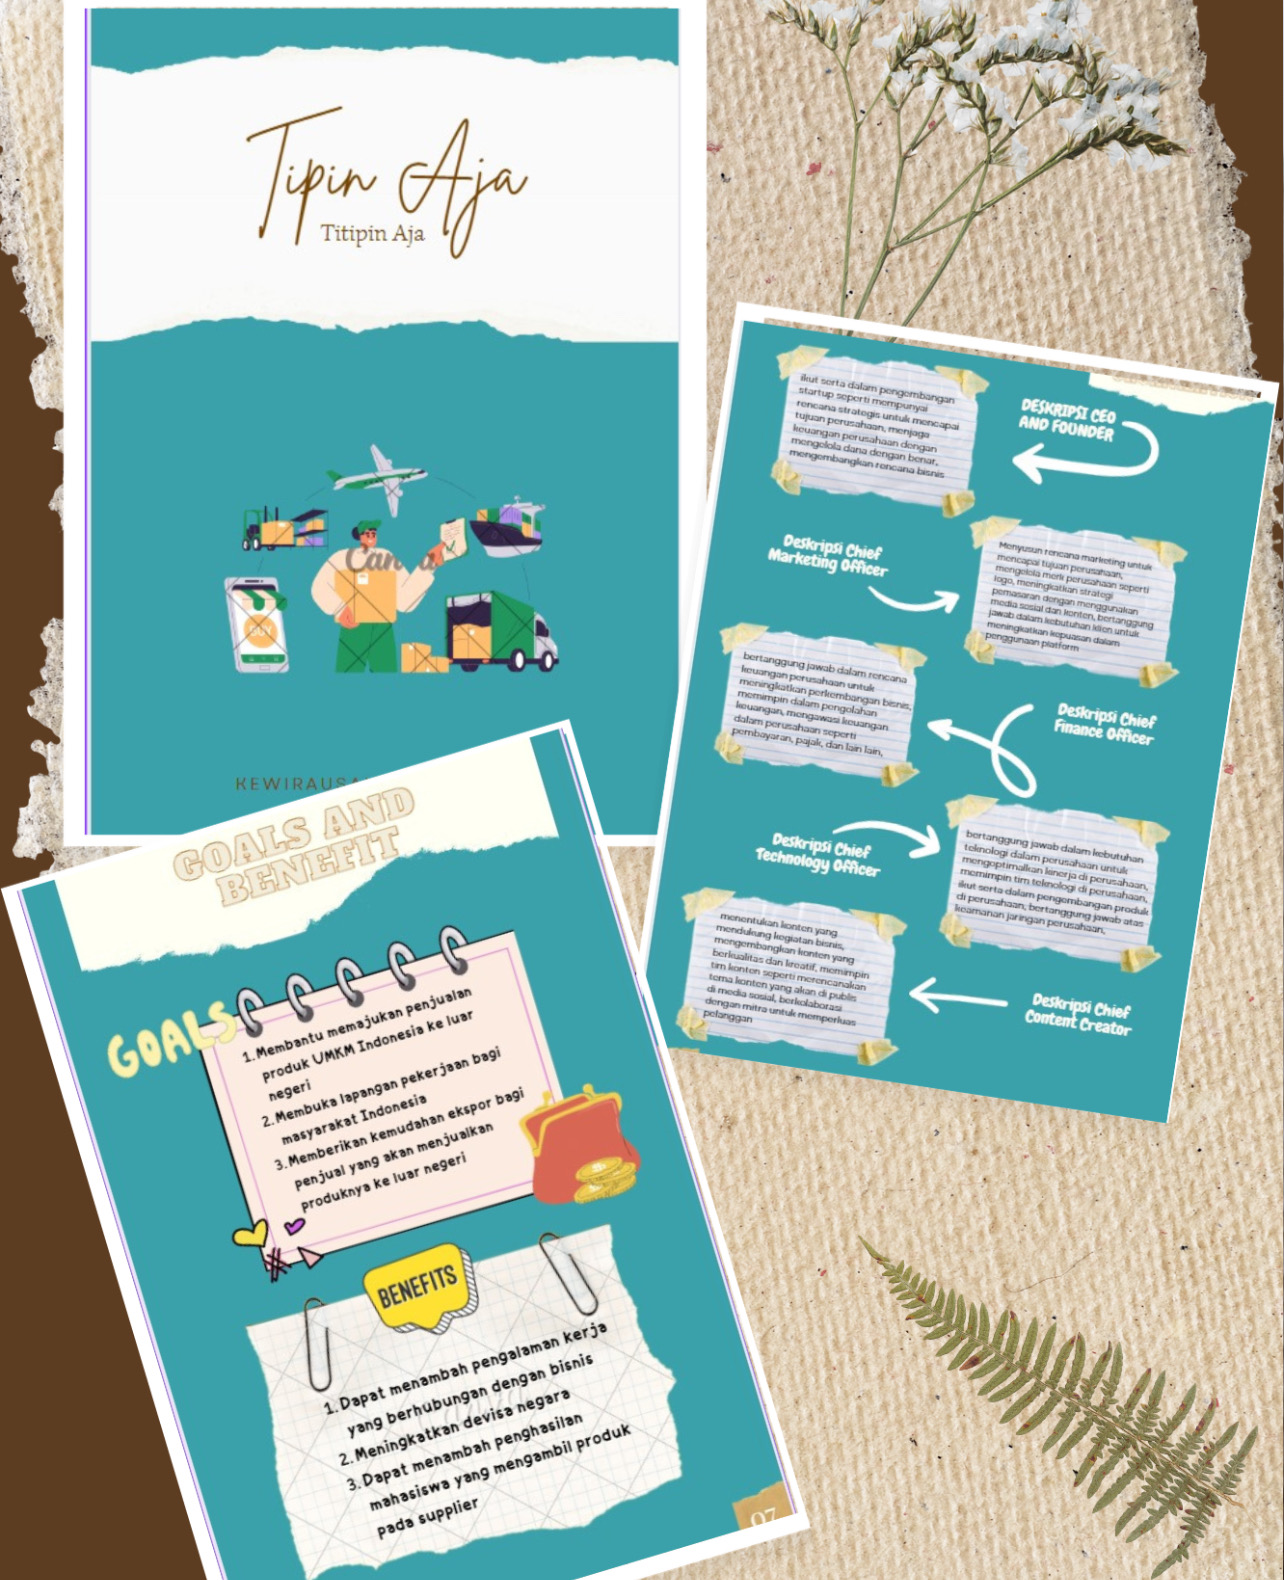 Tipin Aja
Titipin Aja
Canva
BUY
ikut serta dalam pengembangan
startup seperti mempunyai
rencana strategis untuk mencapai
tujuan perusahaan, menjaga
keuangan perusahaan dengan
mengelola dana dengan benar,
mengembangkan rencana bisnis
DESKRIPSI CEO
AND FOUNDER
Deskripsi Chief
Marketing Officer
Menyusun rencana marketing untuk
mencapai tujuan perusahaan,
mengelola merk perusahaan seperti
logo, meningkatkan strategi
pemasaran dengan menggunakan
media sosial dan konten, bertanggung
jawab dalam kebutuhan klien untuk
meningkatkan kepuasan dalam
penggunaan platform
bertanggung jawab dalam rencana
keuangan perusahaan untuk
meningkatkan perkembangan bisnis,
memimpin dalam pengolahan
keuangan, mengawasi keuangan
dalam perusahaan seperti
pembayaran, pajak, dan lain lain,
Deskripsi Chief
Finance Officer
Deskripsi Chief
Technology Officer
bertanggung jawab dalam kebutuhan
teknologi dalam perusahaan untuk
mengoptimalkan kinerja di perusahaan,
memimpin tim teknologi di perusahaan,
ikut serta dalam pengembangan produk
di perusahaan, bertanggung jawab atas
keamanan jaringan perusahaan,
menentukan konten yang
mendukung kegiatan bisnis,
mengembangkan konten yang
berkualitas dan kreatif, memimpin
tim konten seperti merencanakan
tema konten yang akan di publis
di media sosial, berkolaborasi
dengan mitra untuk memperluas
pelanggan
Deskripsi Chief
Content Creator
GOALS AND
BENEFIT
GOALS
1. Membantu memajukan penjualan
produk UMKM Indonesia ke luar
negeri
2. Membuka lapangan pekerjaan bagi
masyarakat Indonesia
3. Memberikan kemudahan ekspor bagi
penjual yang akan menjualkan
produknya ke luar negeri
BENEFITS
1. Dapat menambah pengalaman kerja
yang berhubungan dengan bisnis
2. Meningkatkan devisa negara
3. Dapat menambah penghasilan
mahasiswa yang mengambil produk
pada supplier
07